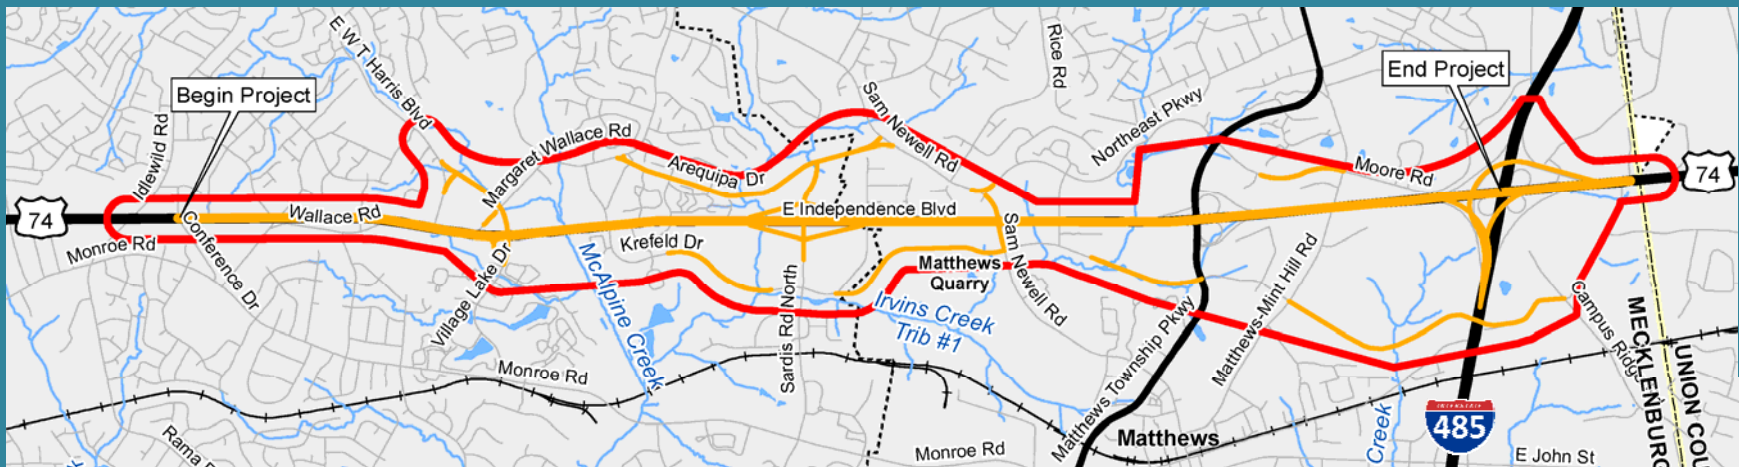 E W T Harris Blvd
Begin Project
Idlewild Rd
Margaret Wallace Rd
Arequipa Dr
Sam Newell Rd
Rice Rd
Northeast Pkwy
End Project
Moore Rd
74
74
Wallace Rd
Monroe Rd
Conference Dr
E Independence Blvd
Krefeld Dr
Village Lake Dr
McAlpine Creek
Sardis Rd North
Matthews
Quarry
Irvins Creek
Trib #1
Sam Newell Rd
Matthews-Mint Hill Rd
Matthews Township Pkwy
Campus Ridge
MECKLENBURG
UNION COU
Monroe Rd
Rama
Monroe Rd
Matthews
Creek
INTERSTATE
485
E John St